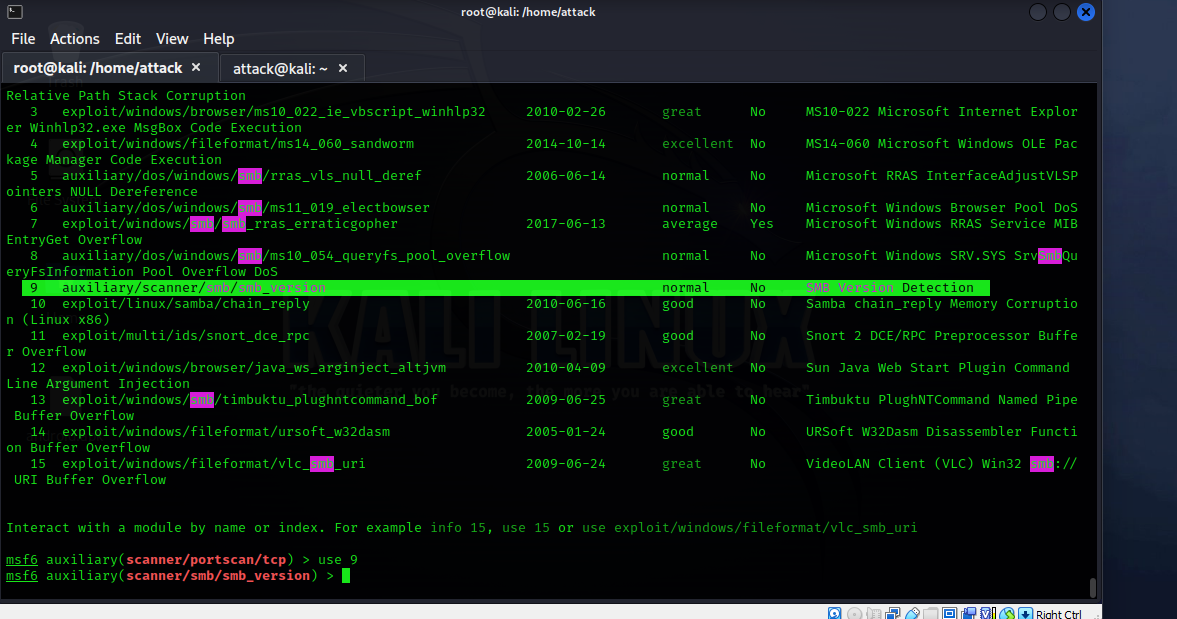 root@kali: /home/attack
File Actions Edit View Help
root@kali: /home/attack × attack@kali: ~ ×
Relative Path Stack Corruption
3 exploit/windows/browser/ms10_022_ie_vbscript_winhlp32 2010-02-26 great No MS10-022 Microsoft Internet Explor
er Winhlp32.exe MsgBox Code Execution
4 exploit/windows/fileformat/ms14_060_sandworm 2014-10-14 excellent No MS14-060 Microsoft Windows OLE Pac
kage Manager Code Execution
5 auxiliary/dos/windows/smb/rras_vls_null_deref 2006-06-14 normal No Microsoft RRAS InterfaceAdjustVLSP
ointers NULL Dereference
6 auxiliary/dos/windows/smb/ms11_019_electbowser normal No Microsoft Windows Browser Pool DoS
7 exploit/windows/smb/smb_rras_erraticgopher 2017-06-13 average Yes Microsoft Windows RRAS Service MIB
EntryGet Overflow
8 auxiliary/dos/windows/smb/ms10_054_queryfs_pool_overflow normal No Microsoft Windows SRV.SYS SrvSmbQu
eryFsInformation Pool Overflow DoS
9 auxiliary/scanner/smb/smb_version normal No SMB Version Detection
10 exploit/linux/samba/chain_reply 2010-06-16 good No Samba chain_reply Memory Corruptio
n (Linux x86)
11 exploit/multi/ids/snort_dce_rpc 2007-02-19 good No Snort 2 DCE/RPC Preprocessor Buffe
r Overflow
12 exploit/windows/browser/java_ws_arginject_altjvm 2010-04-09 excellent No Sun Java Web Start Plugin Command
Line Argument Injection
13 exploit/windows/smb/timbuktu_plughntcommand_bof 2009-06-25 great No Timbuktu PlughNTCommand Named Pipe
Buffer Overflow
14 exploit/windows/fileformat/ursoft_w32dasm 2005-01-24 good No URSoft W32Dasm Disassembler Functi
on Buffer Overflow
15 exploit/windows/fileformat/vlc_smb_uri 2009-06-24 great No VideoLAN Client (VLC) Win32 smb://
URI Buffer Overflow
KALI LINUX
"the quieter you become, the more you are able to hear"
Interact with a module by name or index. For example info 15, use 15 or use exploit/windows/fileformat/vlc_smb_uri
msf6 auxiliary(scanner/portscan/tcp) > use 9
msf6 auxiliary(scanner/smb/smb_version) >
Right Ctrl